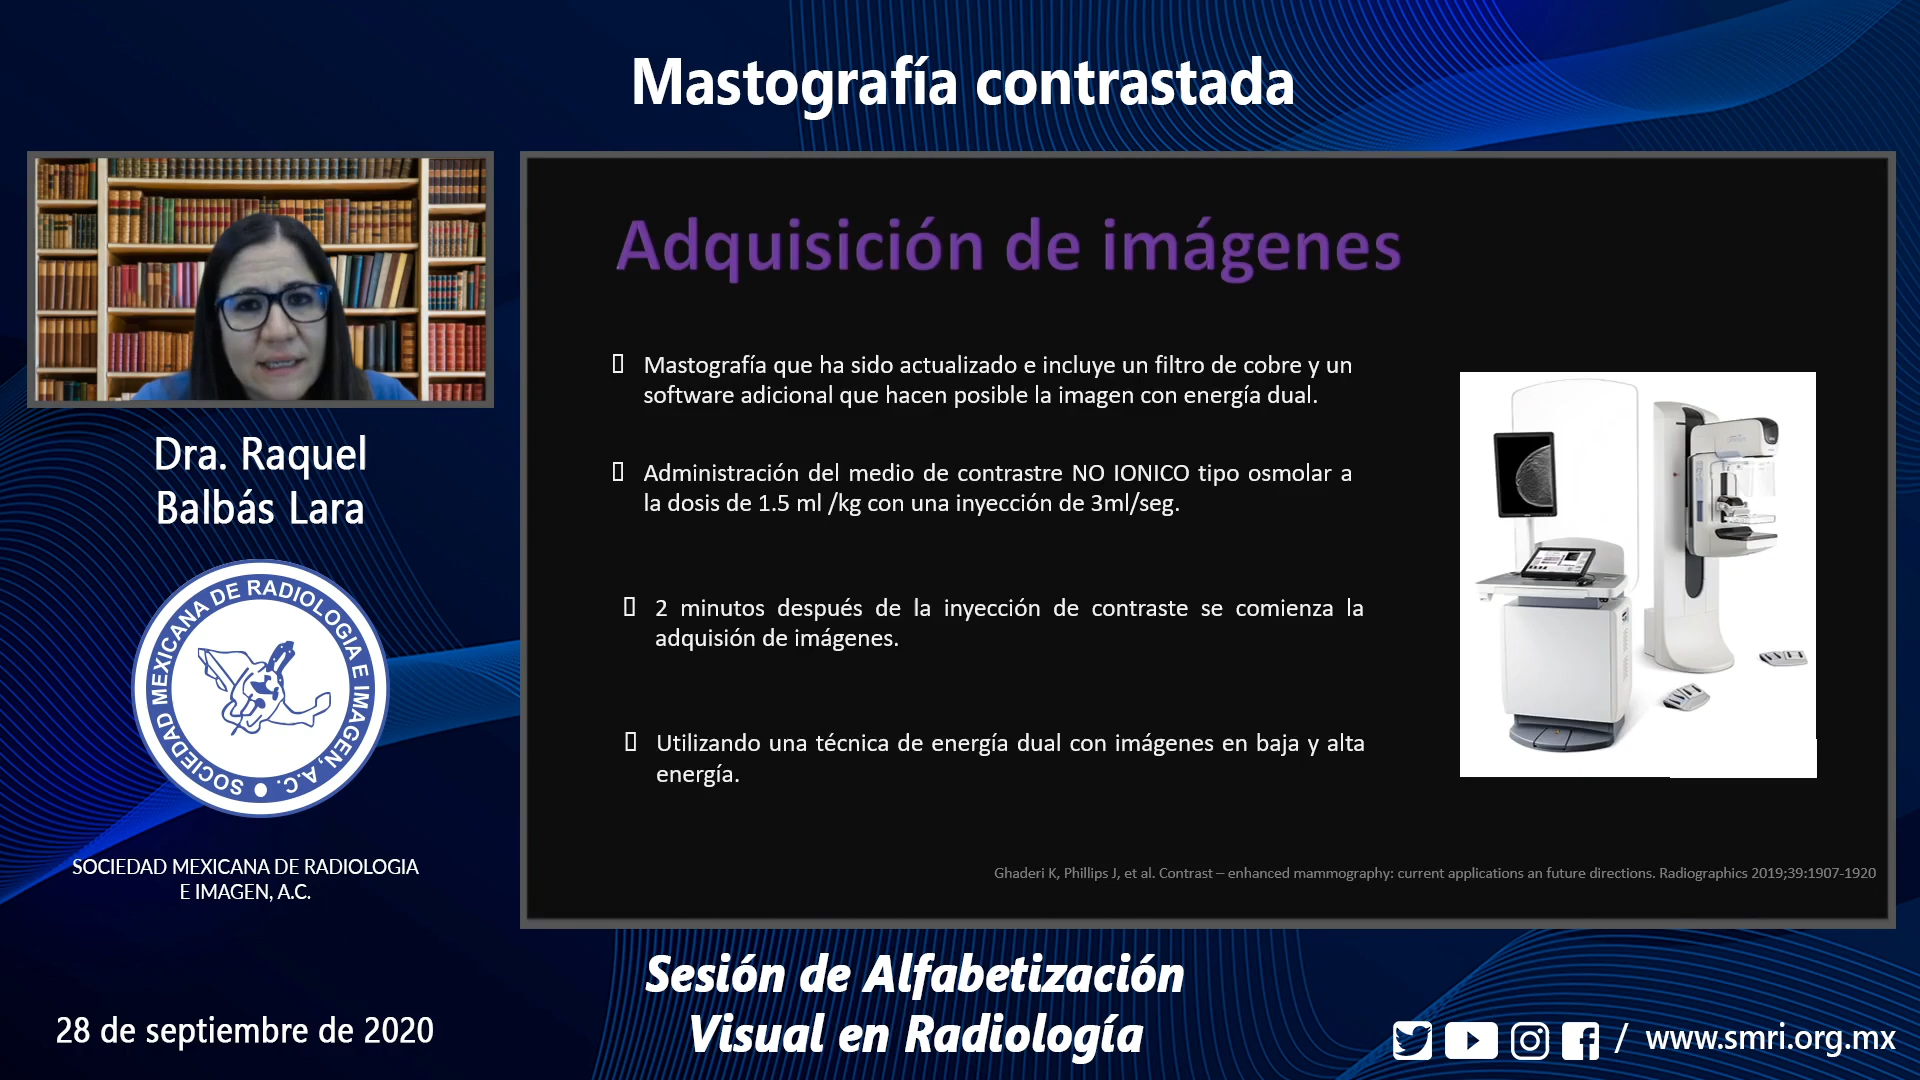 Mastografía contrastada
Dra. Raquel
Balbás Lara
SOCIEDAD MEXICANA DE RADIOLOGIA E IMAGEN, A.C.
SOCIEDAD MEXICANA DE RADIOLOGIA
E IMAGEN, A.C.
28 de septiembre de 2020
Adquisición de imágenes
Mastografía que ha sido actualizado e incluye un filtro de cobre y un
software adicional que hacen posible la imagen con energía dual.
Administración del medio de contrastre NO IONICO tipo osmolar a
la dosis de 1.5 ml /kg con una inyección de 3ml/seg.
2 minutos después de la inyección de contraste se comienza la
adquisión de imágenes.
Utilizando una técnica de energía dual con imágenes en baja y alta
energía.
Ghaderi K, Phillips J, et al. Contrast – enhanced mammography: current applications an future directions. Radiographics 2019;39:1907-1920
Sesión de Alfabetización
Visual en Radiología
/ www.smri.org.mx